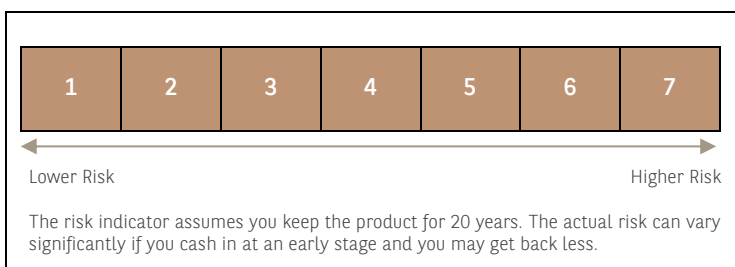 1 2 3 4 5 6 7
Lower Risk Higher Risk
The risk indicator assumes you keep the product for 20 years. The actual risk can vary
significantly if you cash in at an early stage and you may get back less.